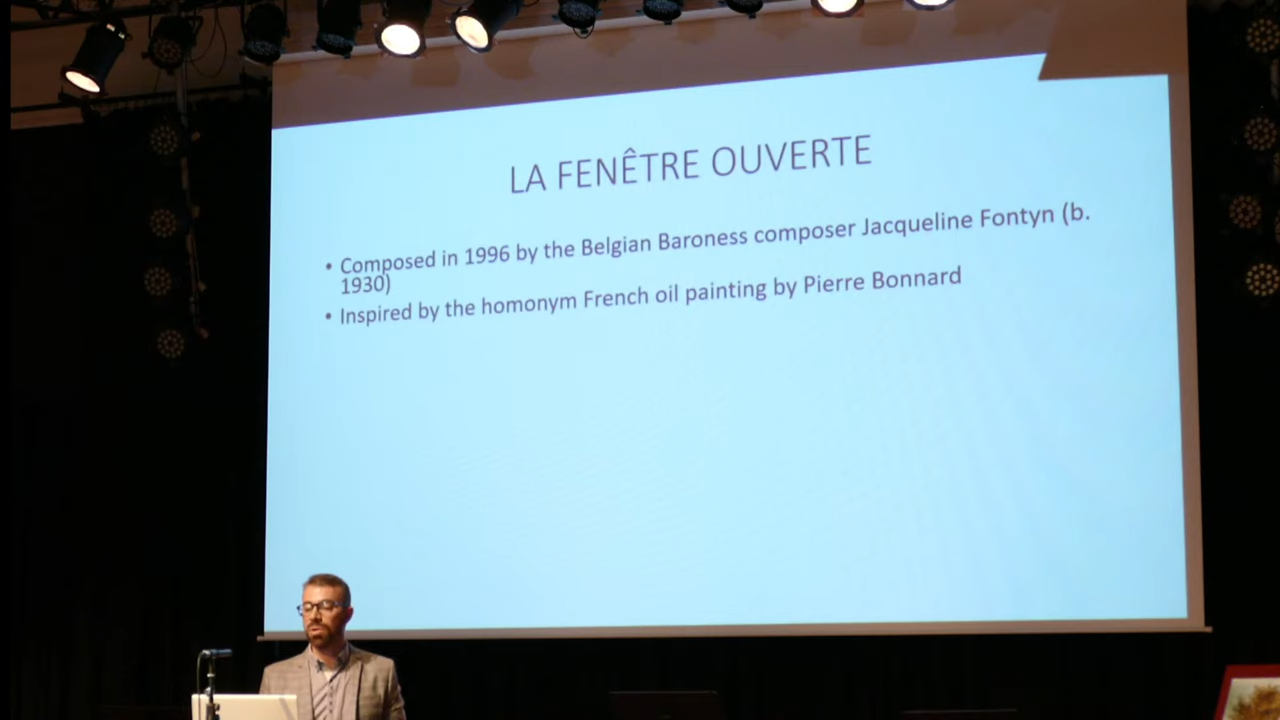 LA FENÊTRE OUVERTE
• Composed in 1996 by the Belgian Baroness composer Jacqueline Fontyn (b.
1930)
• Inspired by the homonym French oil painting by Pierre Bonnard